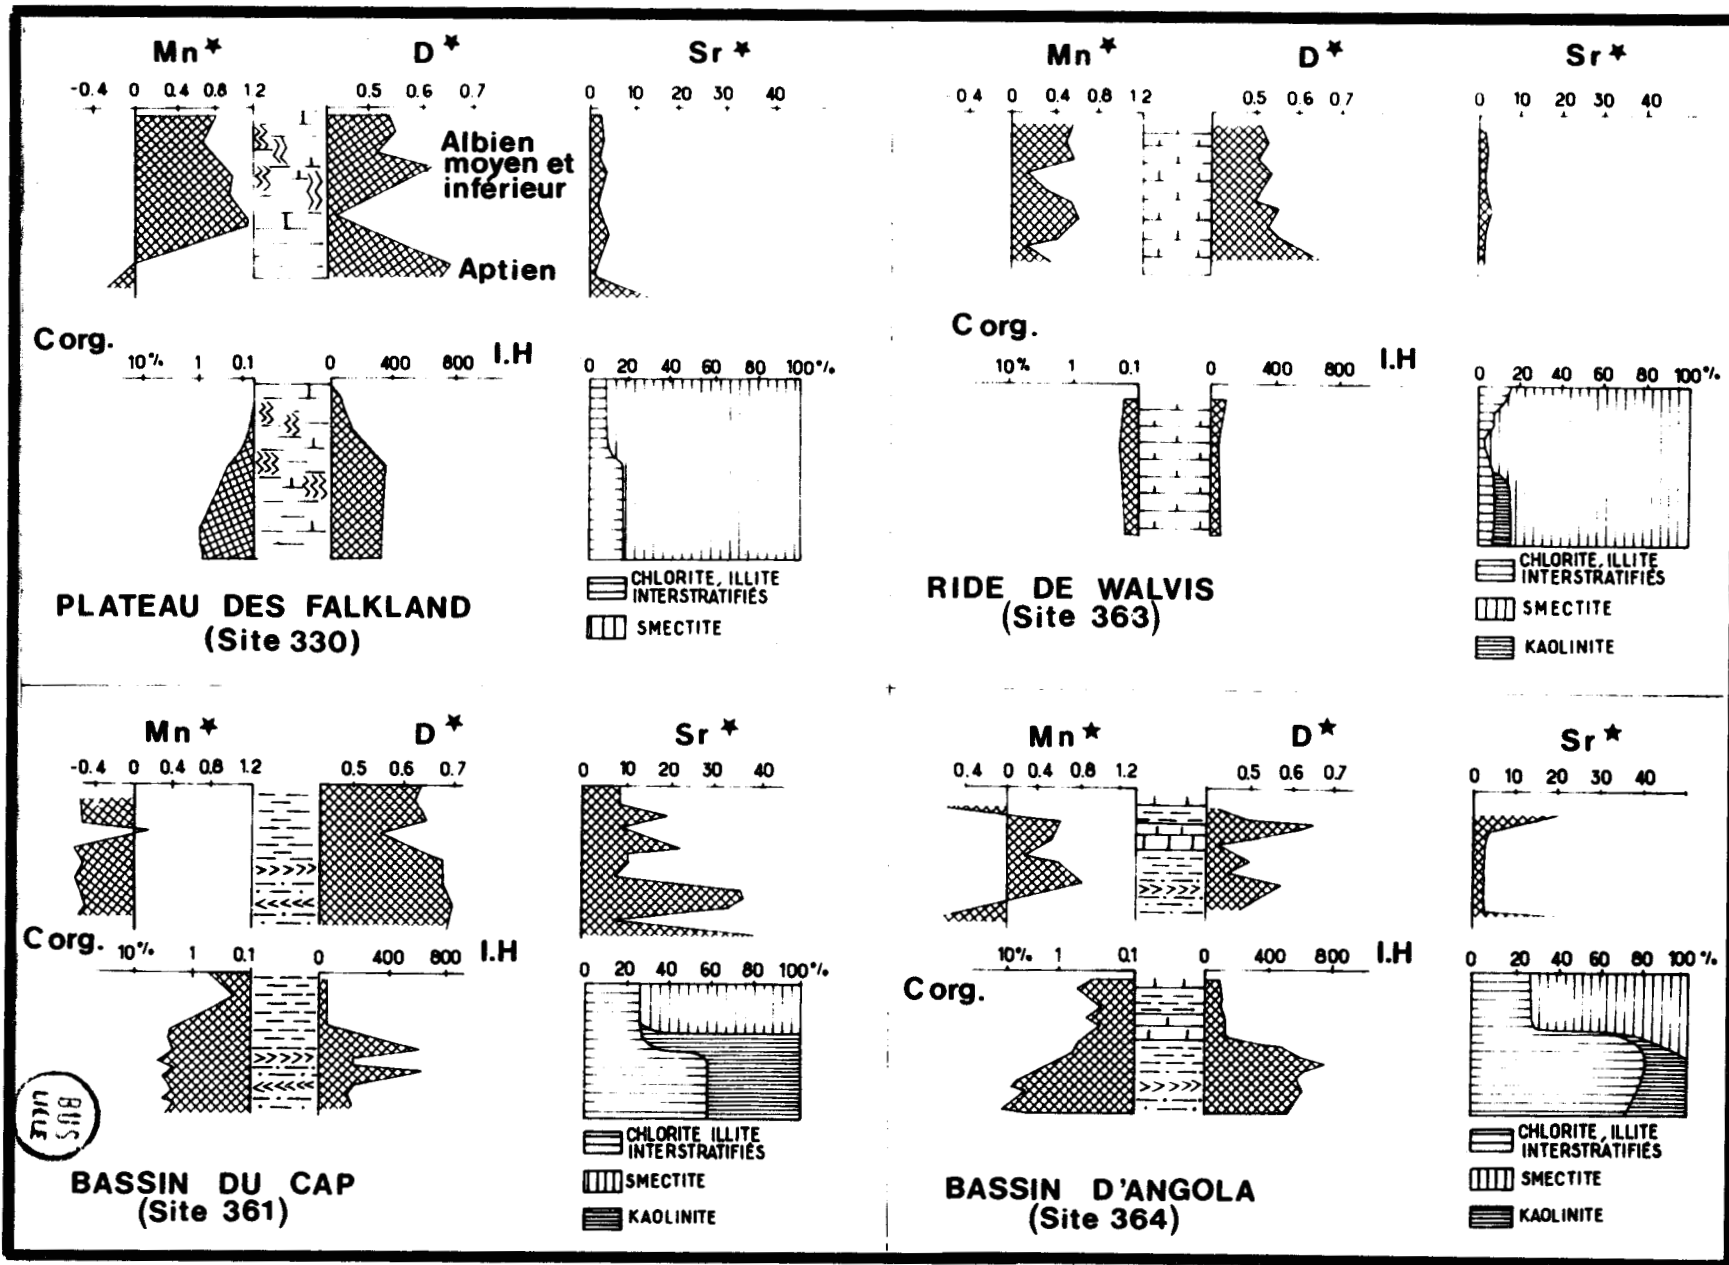 Mn★ D★ Sr★
-0.4 0 0.4 0.8 1.2 0.5 0.6 0.7 0 10 20 30 40
Albien
moyen et
inférieur
Aptien
C org. I.H
10% 1 0.1 0 400 800 0 20 40 60 80 100%
CHLORITE, ILLITE
INTERSTRATIFIÉS
SMECTITE
PLATEAU DES FALKLAND
(Site 330)
Mn★ D★ Sr★
0.4 0 0.4 0.8 1.2 0.5 0.6 0.7 0 10 20 30 40
C org. I.H
10% 1 0.1 0 400 800 0 20 40 60 80 100%
CHLORITE, ILLITE
INTERSTRATIFIÉS
SMECTITE
KAOLINITE
RIDE DE WALVIS
(Site 363)
Mn★ D★ Sr★
-0.4 0 0.4 0.8 1.2 0.5 0.6 0.7 0 10 20 30 40
C org. I.H
10% 1 0.1 0 400 800 0 20 40 60 80 100%
CHLORITE ILLITE
INTERSTRATIFIÉS
SMECTITE
KAOLINITE
BUS
LILLE
BASSIN DU CAP
(Site 361)
Mn★ D★ Sr★
0.4 0 0.4 0.8 1.2 0.5 0.6 0.7 0 10 20 30 40
C org. I.H
10% 1 0.1 0 400 800 0 20 40 60 80 100%
CHLORITE, ILLITE
INTERSTRATIFIÉS
SMECTITE
KAOLINITE
BASSIN D'ANGOLA
(Site 364)